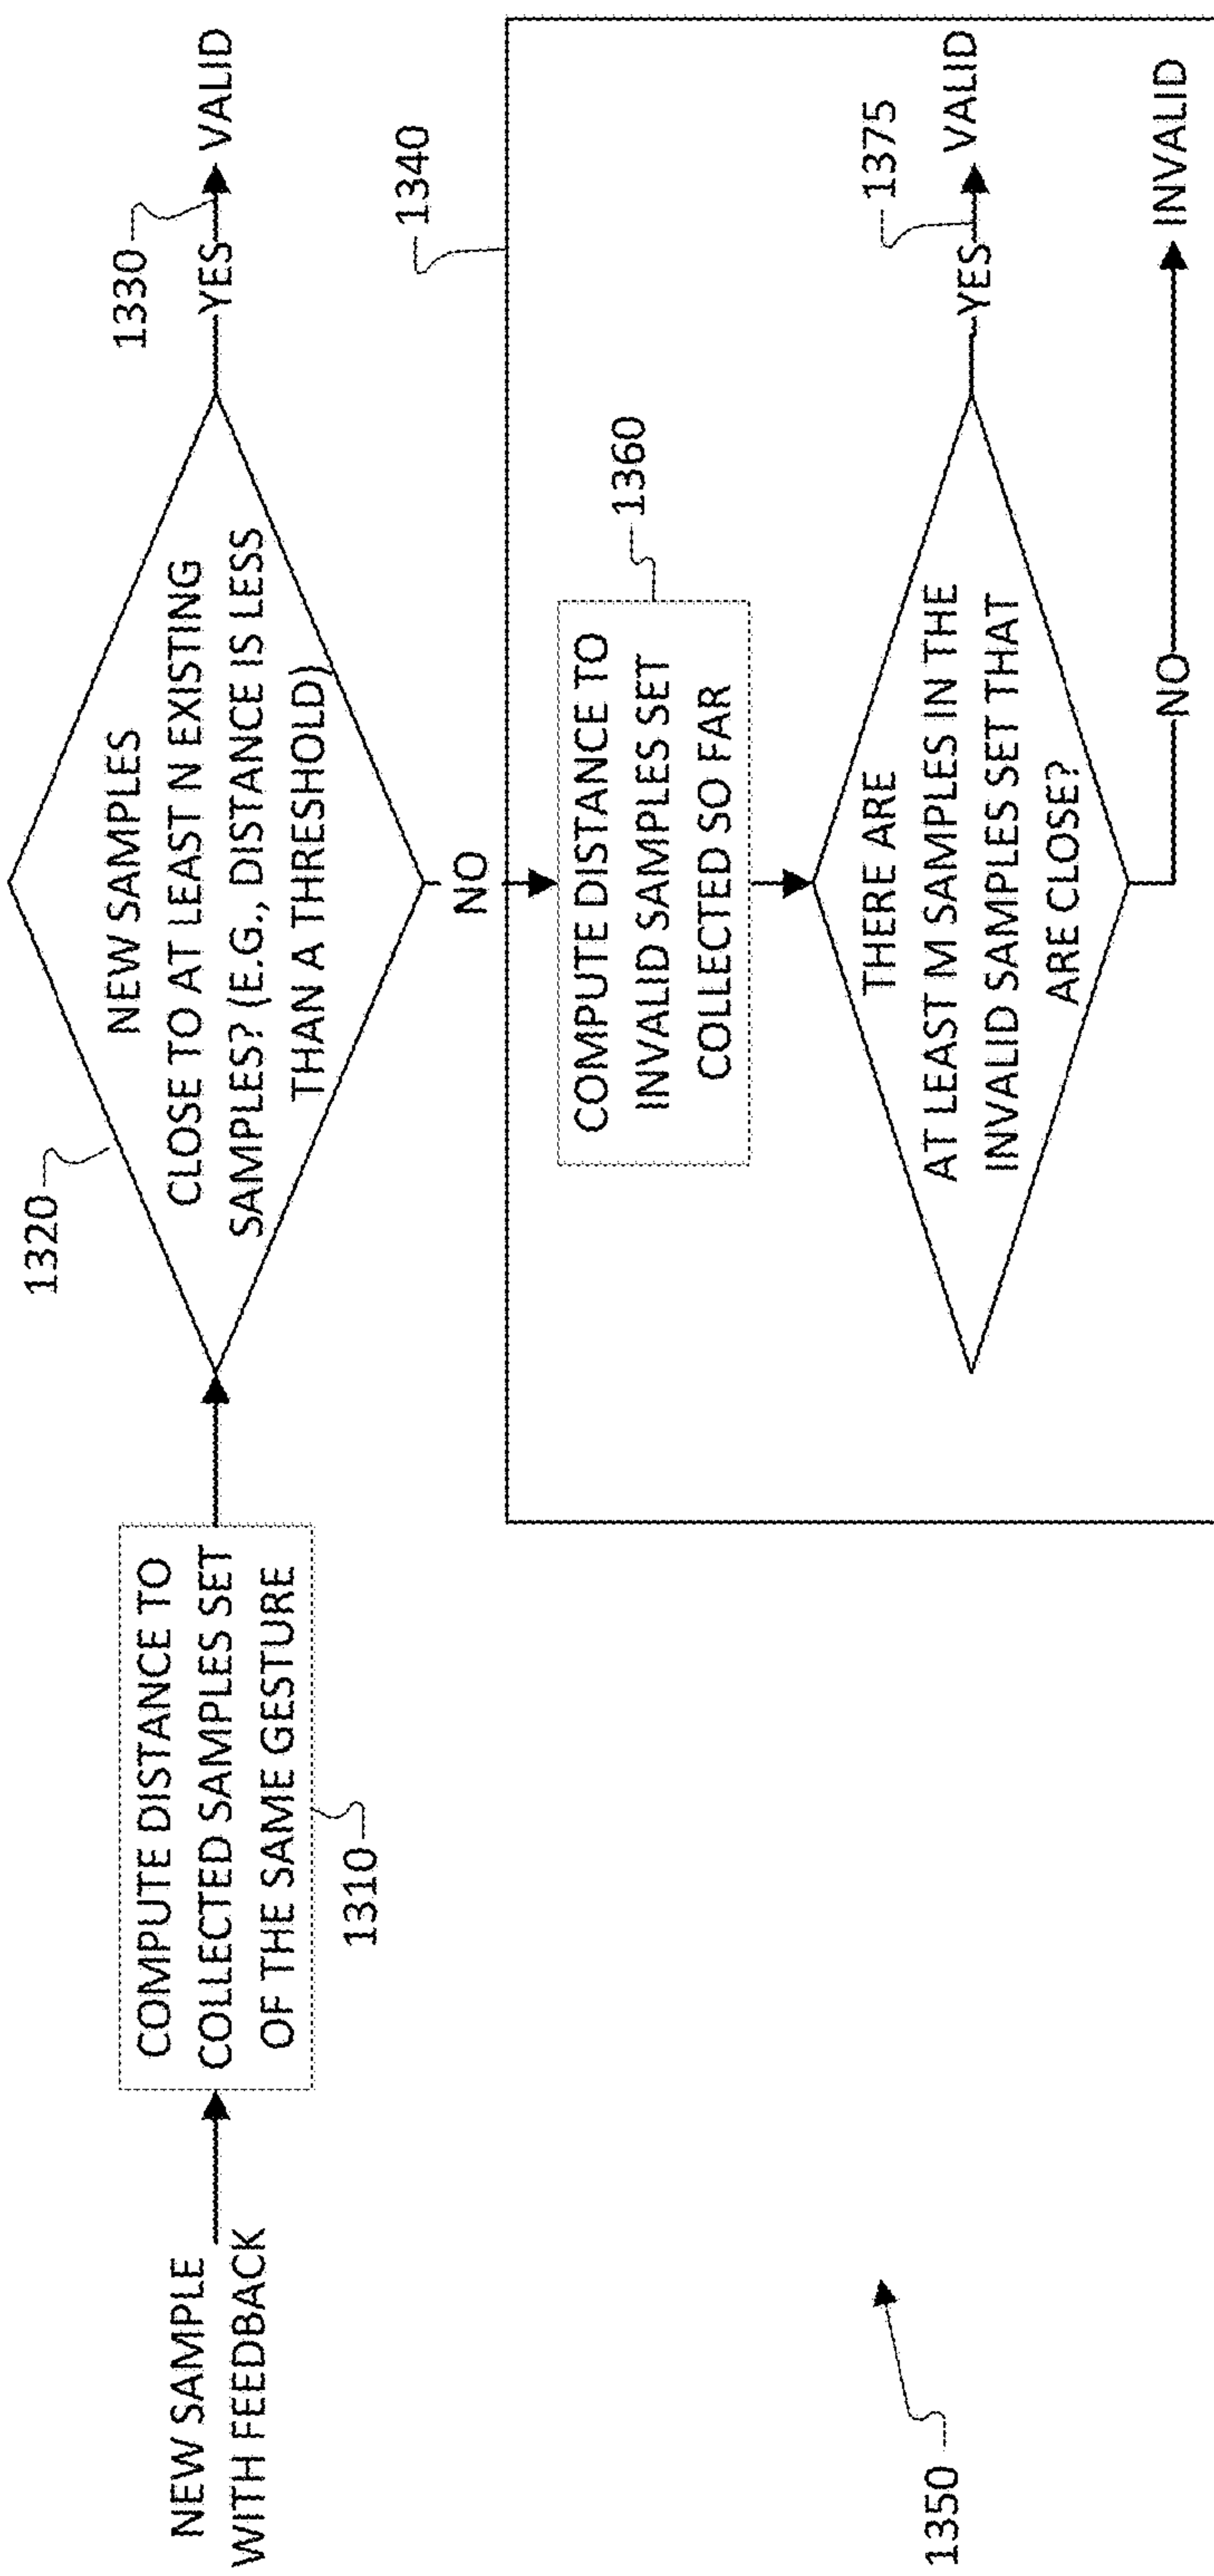 NEW SAMPLE
WITH FEEDBACK
COMPUTE DISTANCE TO
COLLECTED SAMPLES SET
OF THE SAME GESTURE
1310
1320
NEW SAMPLES
CLOSE TO AT LEAST N EXISTING
SAMPLES? (E.G., DISTANCE IS LESS
THAN A THRESHOLD)
YES
1330
VALID
NO
1340
COMPUTE DISTANCE TO
INVALID SAMPLES SET
COLLECTED SO FAR
1360
THERE ARE
AT LEAST M SAMPLES IN THE
INVALID SAMPLES SET THAT
ARE CLOSE?
YES
1375
VALID
NO
INVALID
1350